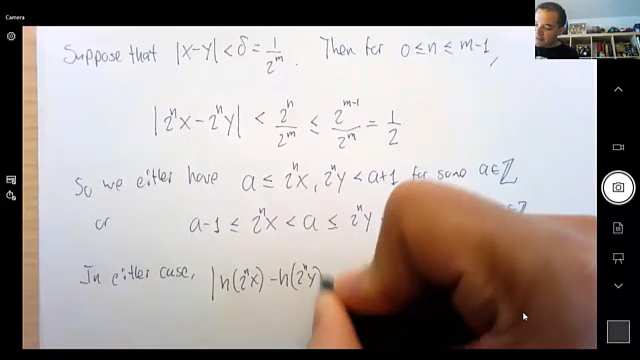 Camera
Suppose that |x-y| < δ = 1/2^m. Then for 0 ≤ n ≤ m-1,
|2^n x - 2^n y| < 2^n/2^m ≤ 2^(m-1)/2^m = 1/2
So we either have a ≤ 2^n x, 2^n y < a+1 for some a∈ℤ
or a-1 ≤ 2^n x < a ≤ 2^n y
In either case, |h(2^n x) - h(2^n y)